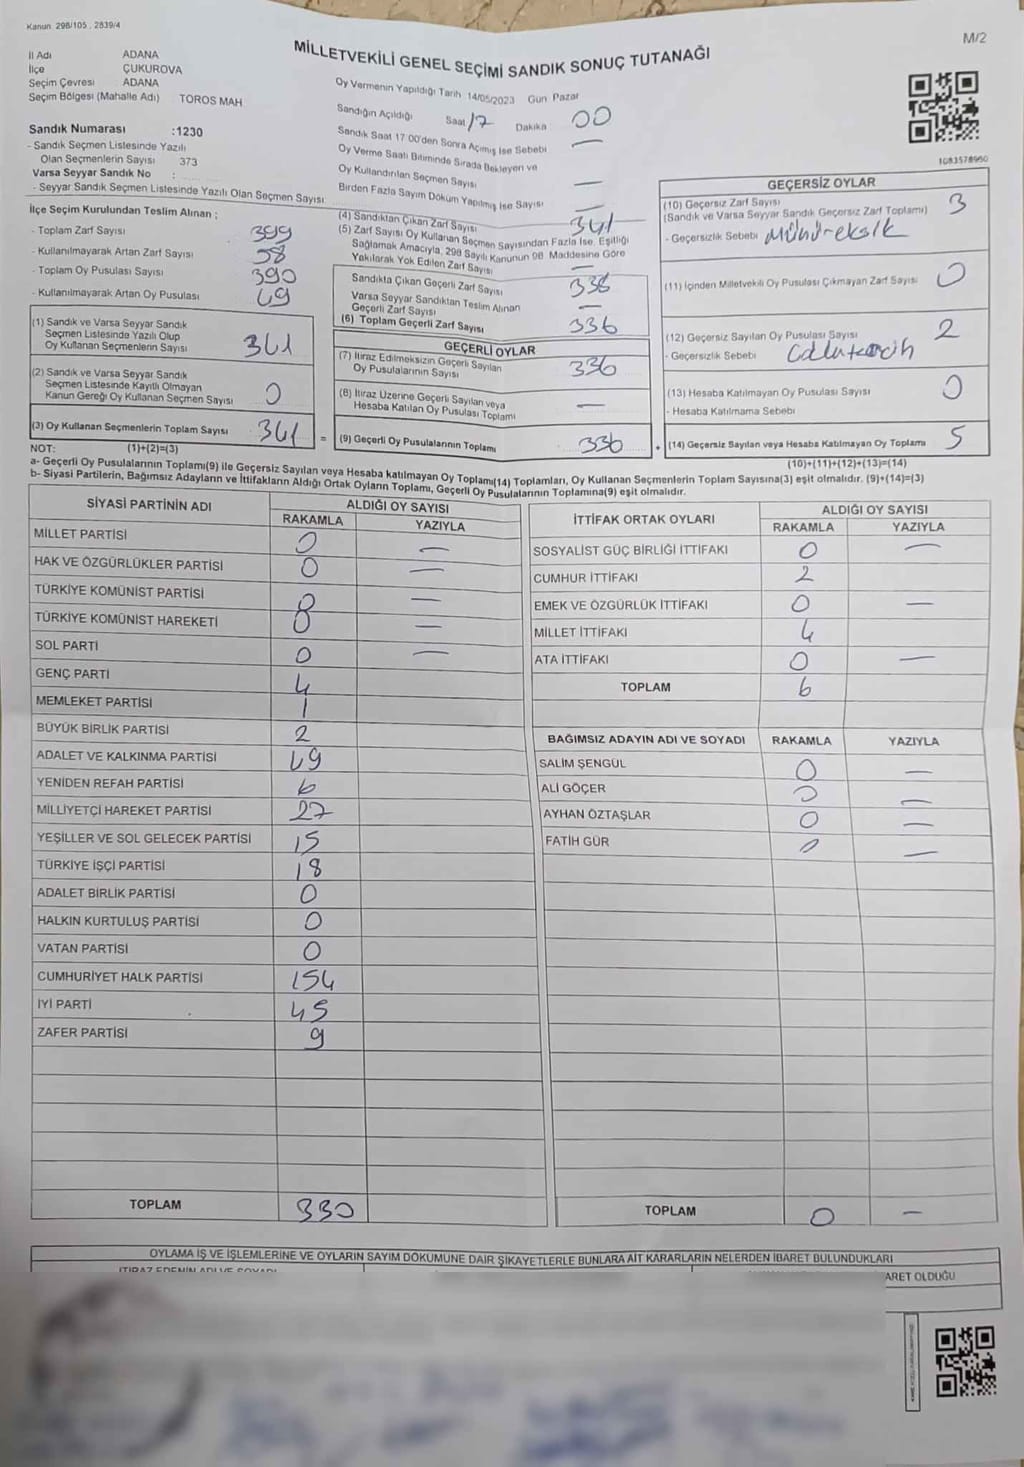 Kanun 298/105 , 2839/4
M/2
MİLLETVEKİLİ GENEL SEÇİMİ SANDIK SONUÇ TUTANAĞI
İl Adı ADANA
İlçe ÇUKUROVA
Seçim Çevresi ADANA
Seçim Bölgesi (Mahalle Adı) TOROS MAH
Sandık Numarası :1230
- Sandık Seçmen Listesinde Yazılı
Olan Seçmenlerin Sayısı 373
Varsa Seyyar Sandık No :
- Seyyar Sandık Seçmen Listesinde Yazılı Olan Seçmen Sayısı:
Oy Vermenin Yapıldığı Tarih 14/05/2023 Gün Pazar
Sandığın Açıldığı Saat 17 Dakika 00
Sandık Saat 17:00'den Sonra Açımış İse Sebebi —
Oy Verme Saati Bitiminde Sırada Bekleyen ve
Oy Kullandırılan Seçmen Sayısı —
Birden Fazla Sayım Döküm Yapılmış İse Sayısı —
1083578960
İlçe Seçim Kurulundan Teslim Alınan ;
- Toplam Zarf Sayısı 399
- Kullanılmayarak Artan Zarf Sayısı 58
- Toplam Oy Pusulası Sayısı 390
- Kullanılmayarak Artan Oy Pusulası 49
(1) Sandık ve Varsa Seyyar Sandık
Seçmen Listesinde Yazılı Olup
Oy Kullanan Seçmenlerin Sayısı 341
(2) Sandık ve Varsa Seyyar Sandık
Seçmen Listesinde Kayıtlı Olmayan
Kanun Gereği Oy Kullanan Seçmen Sayısı 0
(3) Oy Kullanan Seçmenlerin Toplam Sayısı 341
=
(4) Sandıktan Çıkan Zarf Sayısı 341
(5) Zarf Sayısı Oy Kullanan Seçmen Sayısından Fazla İse, Eşitliği
Sağlamak Amacıyla, 298 Sayılı Kanunun 98. Maddesine Göre
Yakılarak Yok Edilen Zarf Sayısı —
Sandıkta Çıkan Geçerli Zarf Sayısı 338
Varsa Seyyar Sandıktan Teslim Alınan
Geçerli Zarf Sayısı —
(6) Toplam Geçerli Zarf Sayısı 336
GEÇERLİ OYLAR
(7) İtiraz Edilmeksizin Geçerli Sayılan
Oy Pusulalarının Sayısı 336
(8) İtiraz Üzerine Geçerli Sayılan veya
Hesaba Katılan Oy Pusulası Toplamı —
(9) Geçerli Oy Pusulalarının Toplamı 336
+
GEÇERSİZ OYLAR
(10) Geçersiz Zarf Sayısı 3
(Sandık ve Varsa Seyyar Sandık Geçersiz Zarf Toplamı)
- Geçersizlik Sebebi Mühür eksik
(11) İçinden Milletvekili Oy Pusulası Çıkmayan Zarf Sayısı 0
(12) Geçersiz Sayılan Oy Pusulası Sayısı 2
- Geçersizlik Sebebi
(13) Hesaba Katılmayan Oy Pusulası Sayısı 0
- Hesaba Katılmama Sebebi
(14) Geçersiz Sayılan veya Hesaba Katılmayan Oy Toplamı 5
NOT: (1)+(2)=(3)
(10)+(11)+(12)+(13)=(14)
a- Geçerli Oy Pusulalarının Toplamı(9) ile Geçersiz Sayılan veya Hesaba katılmayan Oy Toplamı(14) Toplamları, Oy Kullanan Seçmenlerin Toplam Sayısına(3) eşit olmalıdır. (9)+(14)=(3)
b- Siyasi Partilerin, Bağımsız Adayların ve İttifakların Aldığı Ortak Oyların Toplamı, Geçerli Oy Pusulalarının Toplamına(9) eşit olmalıdır.
SİYASİ PARTİNİN ADI ALDIĞI OY SAYISI
RAKAMLA YAZIYLA
MİLLET PARTİSİ 0 —
HAK VE ÖZGÜRLÜKLER PARTİSİ 0 —
TÜRKİYE KOMÜNİST PARTİSİ 0 —
TÜRKİYE KOMÜNİST HAREKETİ 0 —
SOL PARTİ 0 —
GENÇ PARTİ 4
MEMLEKET PARTİSİ 1
BÜYÜK BİRLİK PARTİSİ 2
ADALET VE KALKINMA PARTİSİ 49
YENİDEN REFAH PARTİSİ 6
MİLLİYETÇİ HAREKET PARTİSİ 27
YEŞİLLER VE SOL GELECEK PARTİSİ 15
TÜRKİYE İŞÇİ PARTİSİ 18
ADALET BİRLİK PARTİSİ 0
HALKIN KURTULUŞ PARTİSİ 0
VATAN PARTİSİ 0
CUMHURİYET HALK PARTİSİ 154
İYİ PARTİ 45
ZAFER PARTİSİ 9
TOPLAM 330
İTTİFAK ORTAK OYLARI ALDIĞI OY SAYISI
RAKAMLA YAZIYLA
SOSYALİST GÜÇ BİRLİĞİ İTTİFAKI 0 —
CUMHUR İTTİFAKI 2
EMEK VE ÖZGÜRLÜK İTTİFAKI 0 —
MİLLET İTTİFAKI 4
ATA İTTİFAKI 0 —
TOPLAM 6
BAĞIMSIZ ADAYIN ADI VE SOYADI RAKAMLA YAZIYLA
SALİM ŞENGÜL 0 —
ALİ GÖÇER 0 —
AYHAN ÖZTAŞLAR 0 —
FATİH GÜR 0 —
TOPLAM 0 —
OYLAMA İŞ VE İŞLEMLERİNE VE OYLARIN SAYIM DÖKÜMÜNE DAİR ŞİKAYETLERLE BUNLARA AİT KARARLARIN NELERDEN İBARET BULUNDUKLARI
İTİRAZ EDENİN ADI VE SOYADI
ARET OLDUĞU